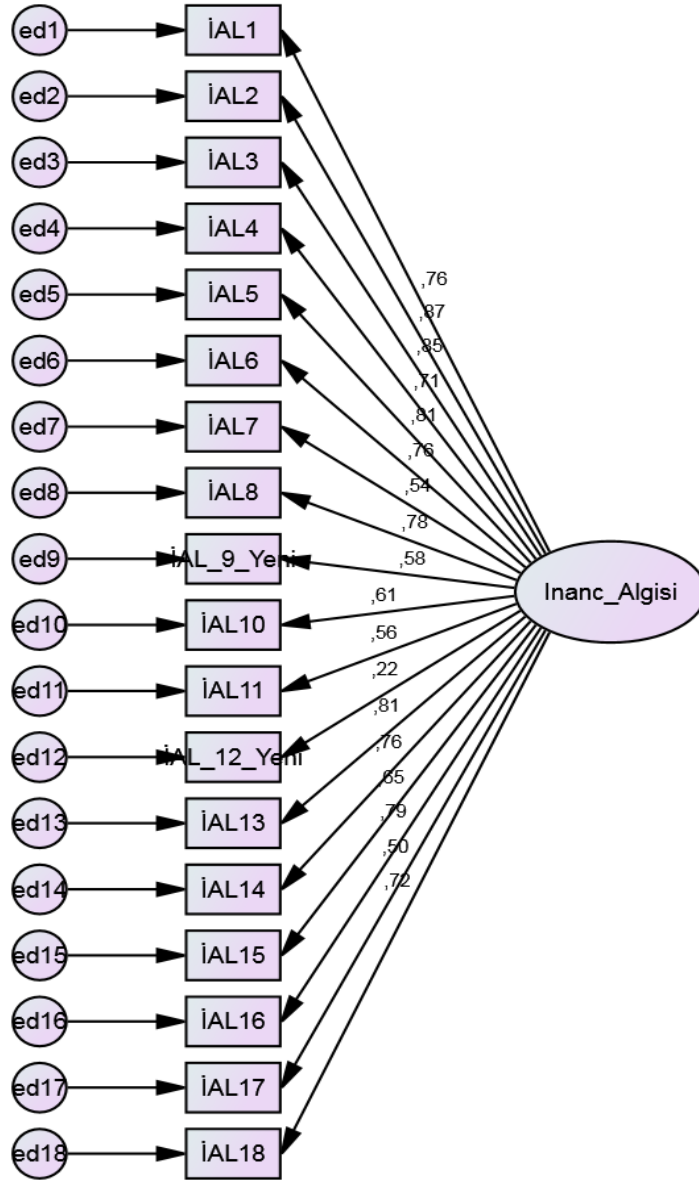 ed1 İAL1
ed2 İAL2
ed3 İAL3
ed4 İAL4
ed5 İAL5
ed6 İAL6
ed7 İAL7
ed8 İAL8
ed9 İAL_9_Yeni
ed10 İAL10
ed11 İAL11
ed12 İAL_12_Yeni
ed13 İAL13
ed14 İAL14
ed15 İAL15
ed16 İAL16
ed17 İAL17
ed18 İAL18
,76
,87
,85
,71
,81
,76
,54
,78
,58
,61
,56
,22
,81
,76
,65
,79
,50
,72
Inanc_Algisi